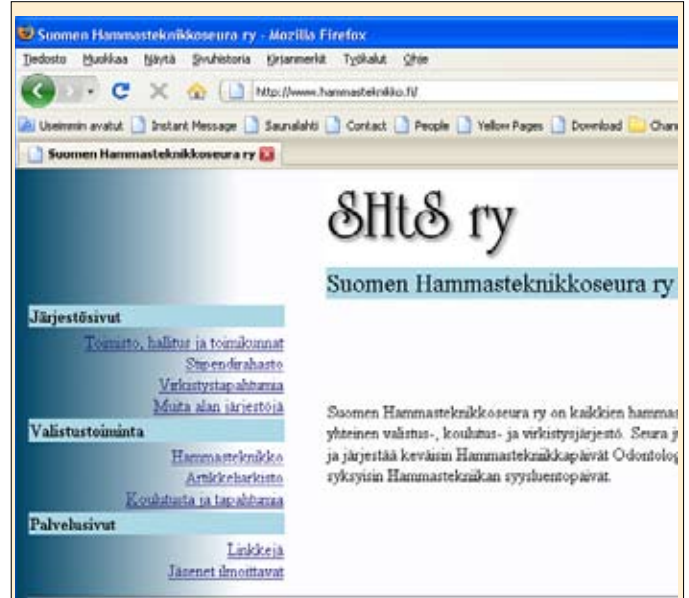 Suomen Hammasteknikkoseura ry - Mozilla Firefox
Tiedosto Muokkaa Näytä Sivuhistoria Kirjanmerkit Työkalut Ohje
http://www.hammasteknikko.fi/
Useimmin avatut Instant Message Saunalahti Contact People Yellow Pages Download Chan
Suomen Hammasteknikkoseura ry
SHtS ry
Suomen Hammasteknikkoseura ry
Järjestösivut
Toimisto, hallitus ja toimikunnat
Stipendirahasto
Virkistystapahtumia
Muita alan järjestöjä
Valistustoiminta
Hammasteknikko
Artikkeliarkisto
Koulutusta ja tapahtumia
Palvelusivut
Linkkejä
Jäsenet ilmoittavat
Suomen Hammasteknikkoseura ry on kaikkien hammas
yhteinen valistus-, koulutus- ja virkistysjärjestö. Seura j
ja järjestää keväisin Hammastekniikkapäivät Odontolog
syksyisin Hammastekniikan syysluentopäivät.